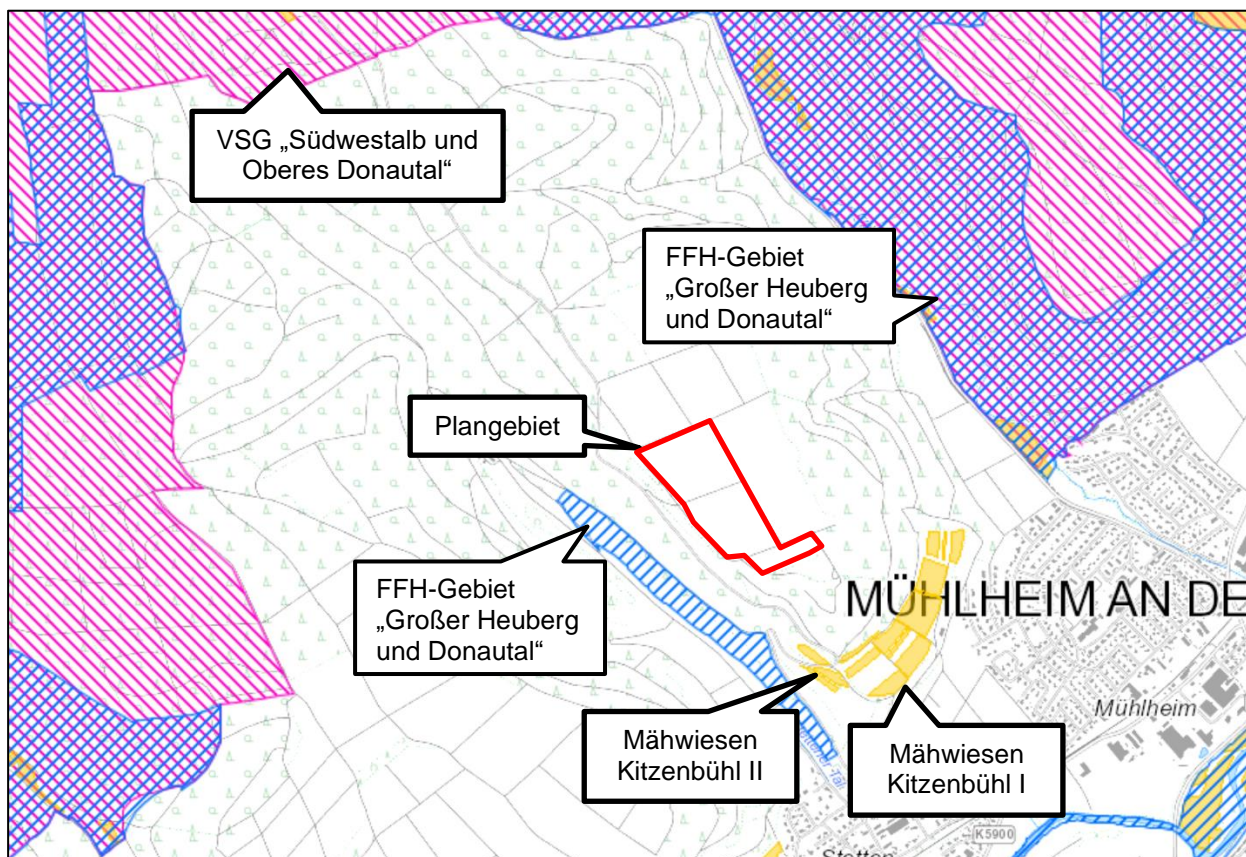 VSG „Südwestalb und
Oberes Donautal“
FFH-Gebiet
„Großer Heuberg
und Donautal“
Plangebiet
FFH-Gebiet
„Großer Heuberg
und Donautal“
MÜHLHEIM AN DE
Mühlheim
Mähwiesen
Kitzenbühl II
Mähwiesen
Kitzenbühl I
K5900
Stetten